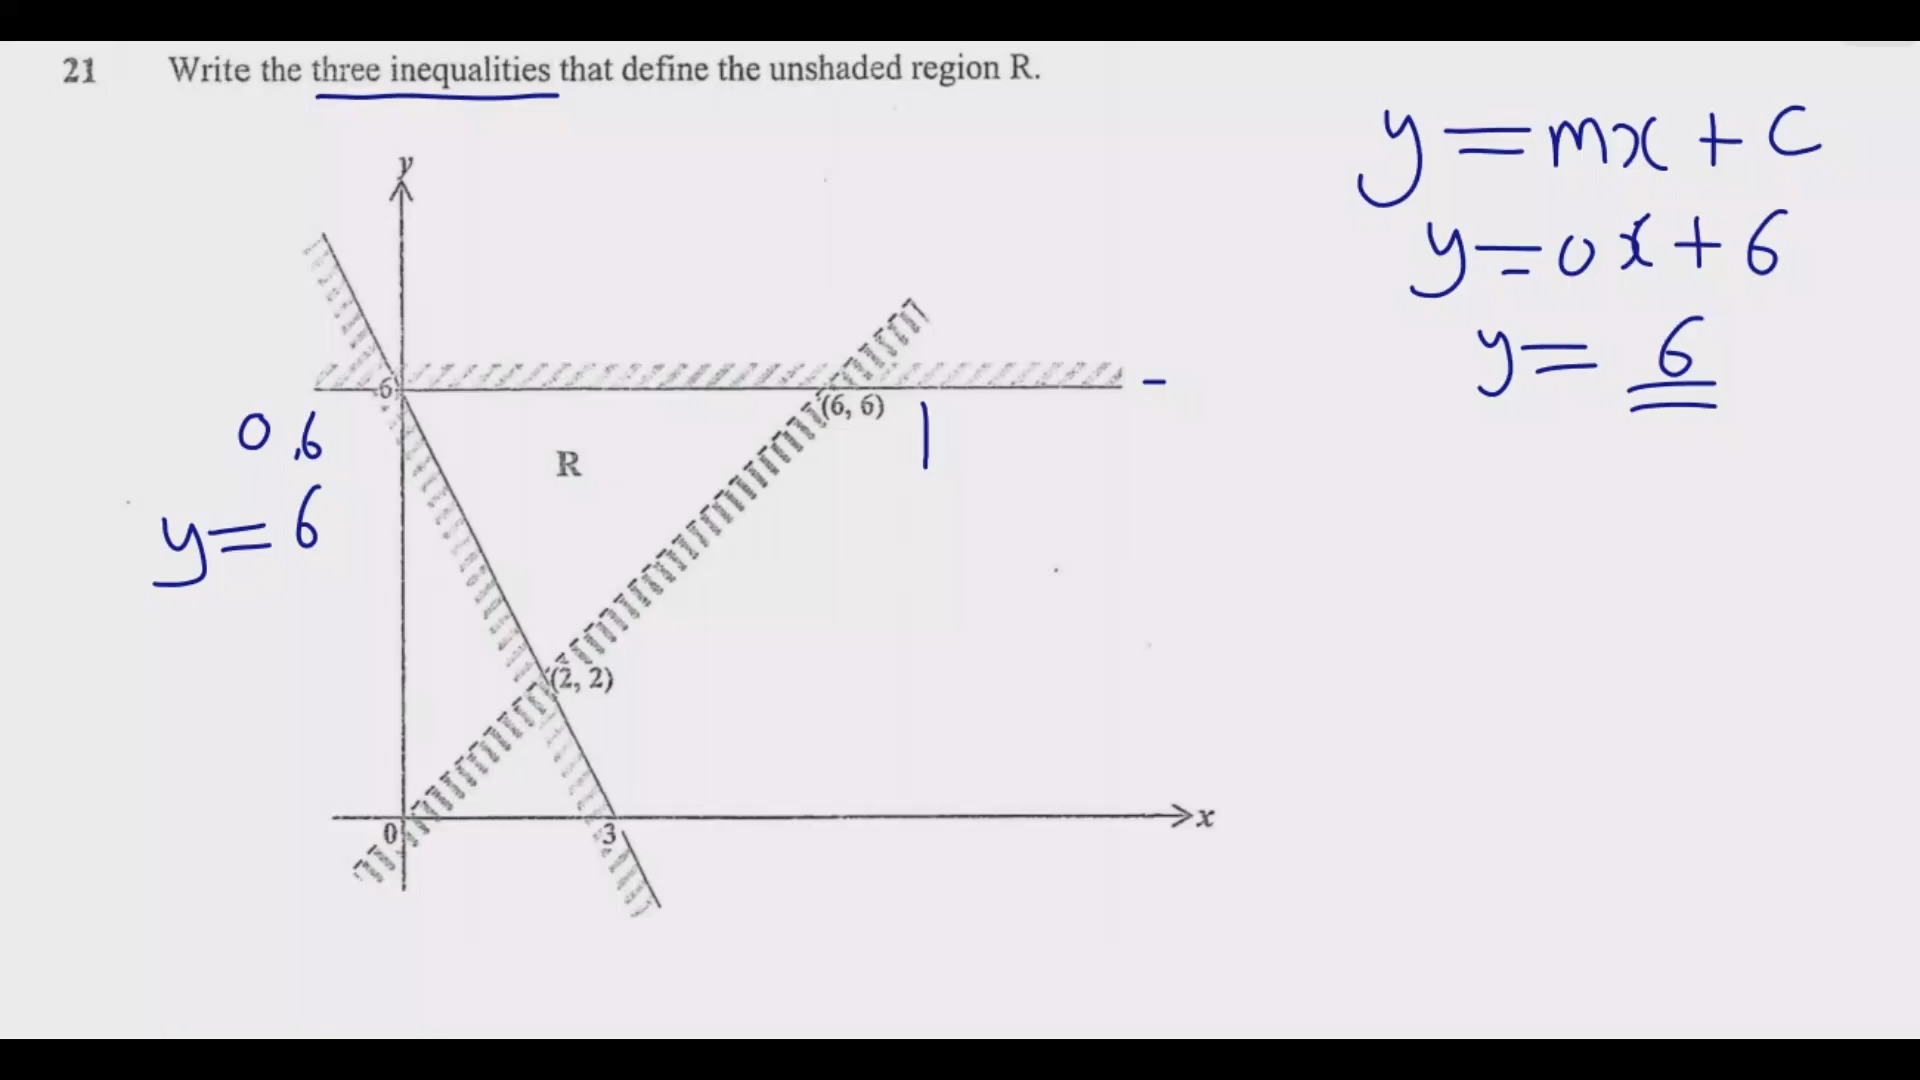 21 Write the three inequalities that define the unshaded region R.
y
y = mx + c
y = 0x + 6
y = 6
6
(6, 6)
0,6
R
y = 6
(2, 2)
0
3
x